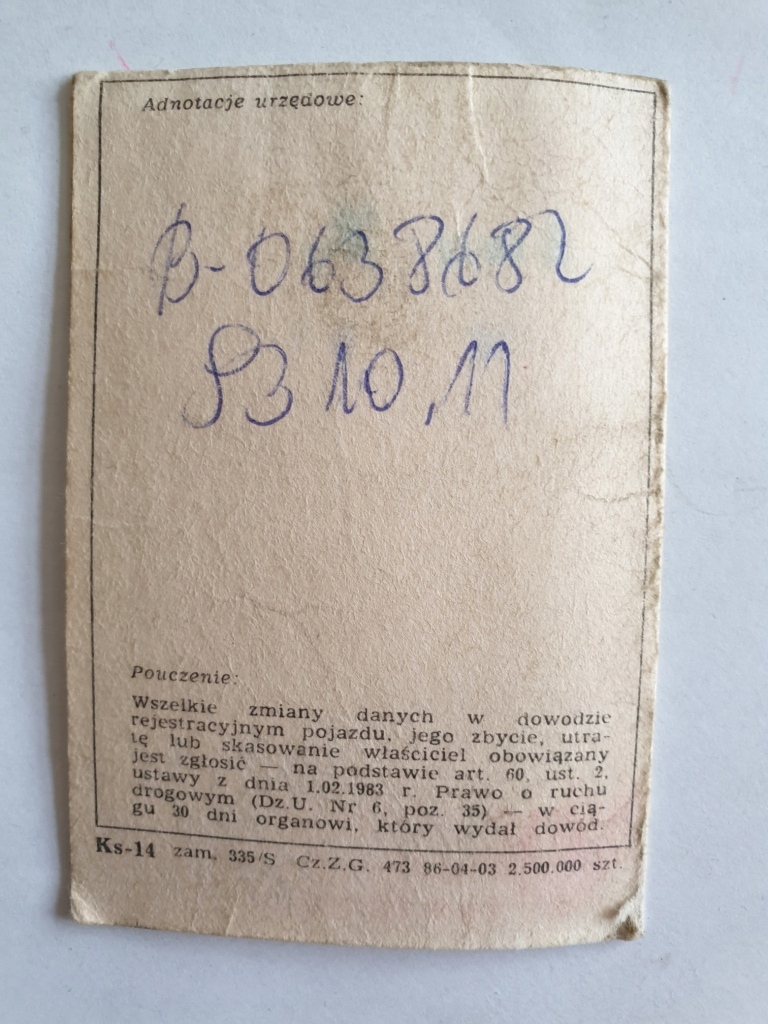 Adnotacje urzędowe:
B-0638682
93 10,11
Pouczenie:
Wszelkie zmiany danych w dowodzie
rejestracyjnym pojazdu, jego zbycie, utra-
tę lub skasowanie właściciel obowiązany
jest zgłosić — na podstawie art. 60, ust. 2,
ustawy z dnia 1.02.1983 r. Prawo o ruchu
drogowym (Dz.U. Nr 6, poz. 35) — w cią-
gu 30 dni organowi, który wydał dowód.
Ks-14 zam. 335/S Cz.Z.G. 473 86-04-03 2.500.000 szt.